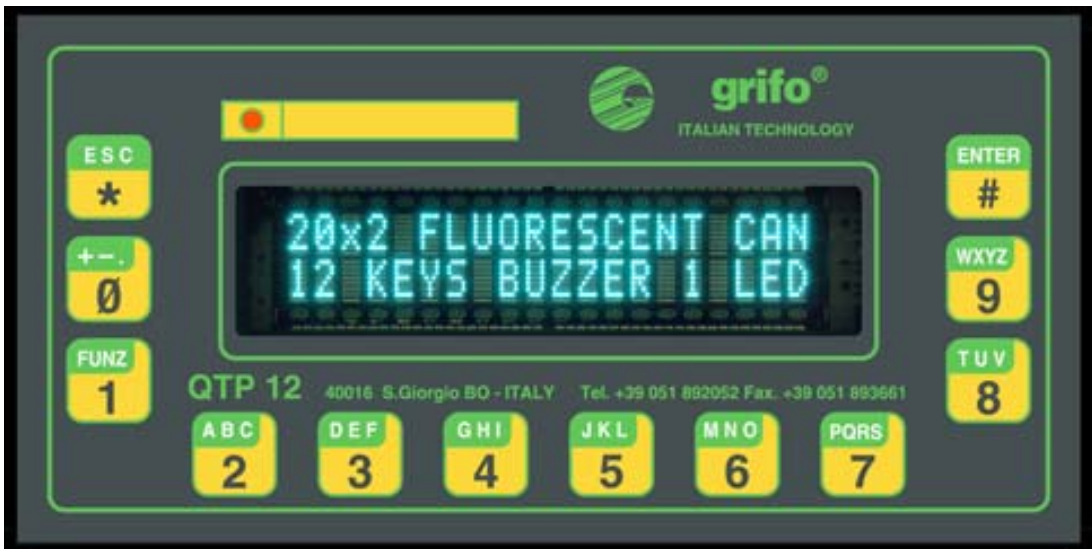 grifo®
ITALIAN TECHNOLOGY
ESC
*
ENTER
#
20x2 FLUORESCENT CAN
12 KEYS BUZZER 1 LED
+-.
0
WXYZ
9
FUNZ
1
TUV
8
QTP 12 40016 S.Giorgio BO - ITALY Tel. +39 051 892052 Fax. +39 051 893661
ABC
2
DEF
3
GHI
4
JKL
5
MNO
6
PQRS
7